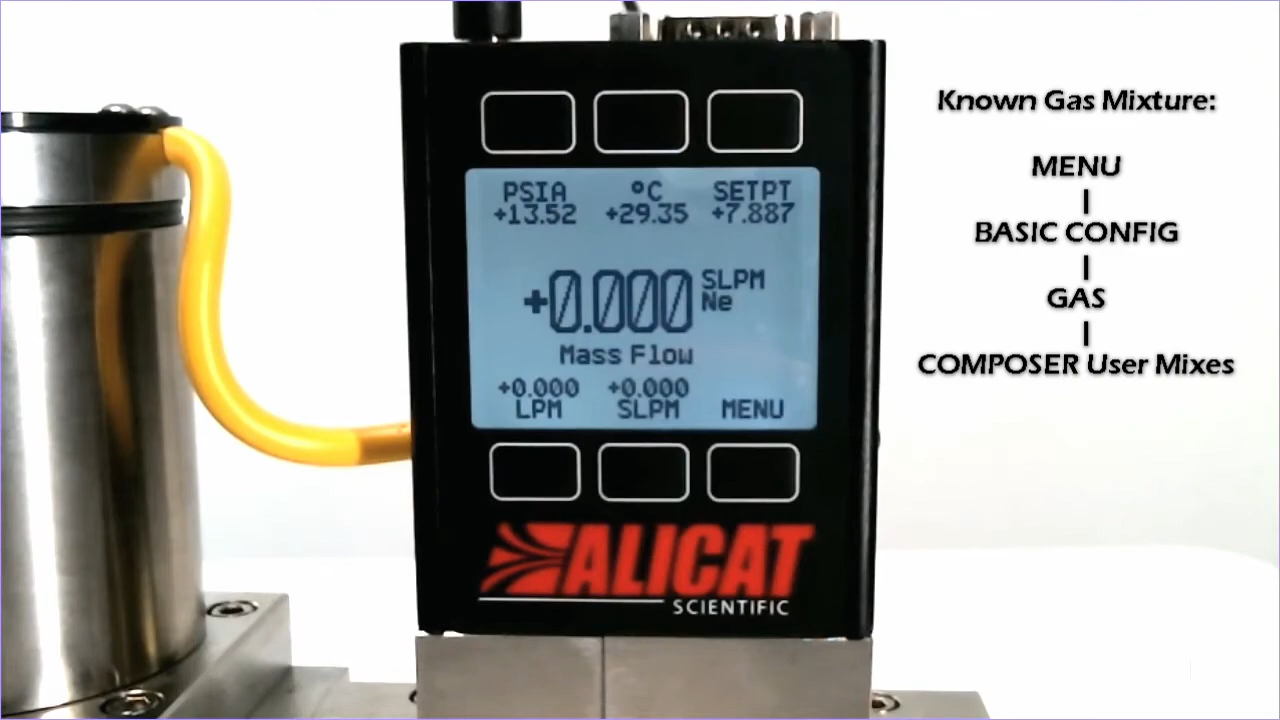 Known Gas Mixture:
MENU
BASIC CONFIG
GAS
COMPOSER User Mixes
PSIA °C SETPT
+13.52 +29.35 +7.887
+0.000 SLPM
Ne
Mass Flow
+0.000 +0.000
LPM SLPM MENU
ALICAT
SCIENTIFIC